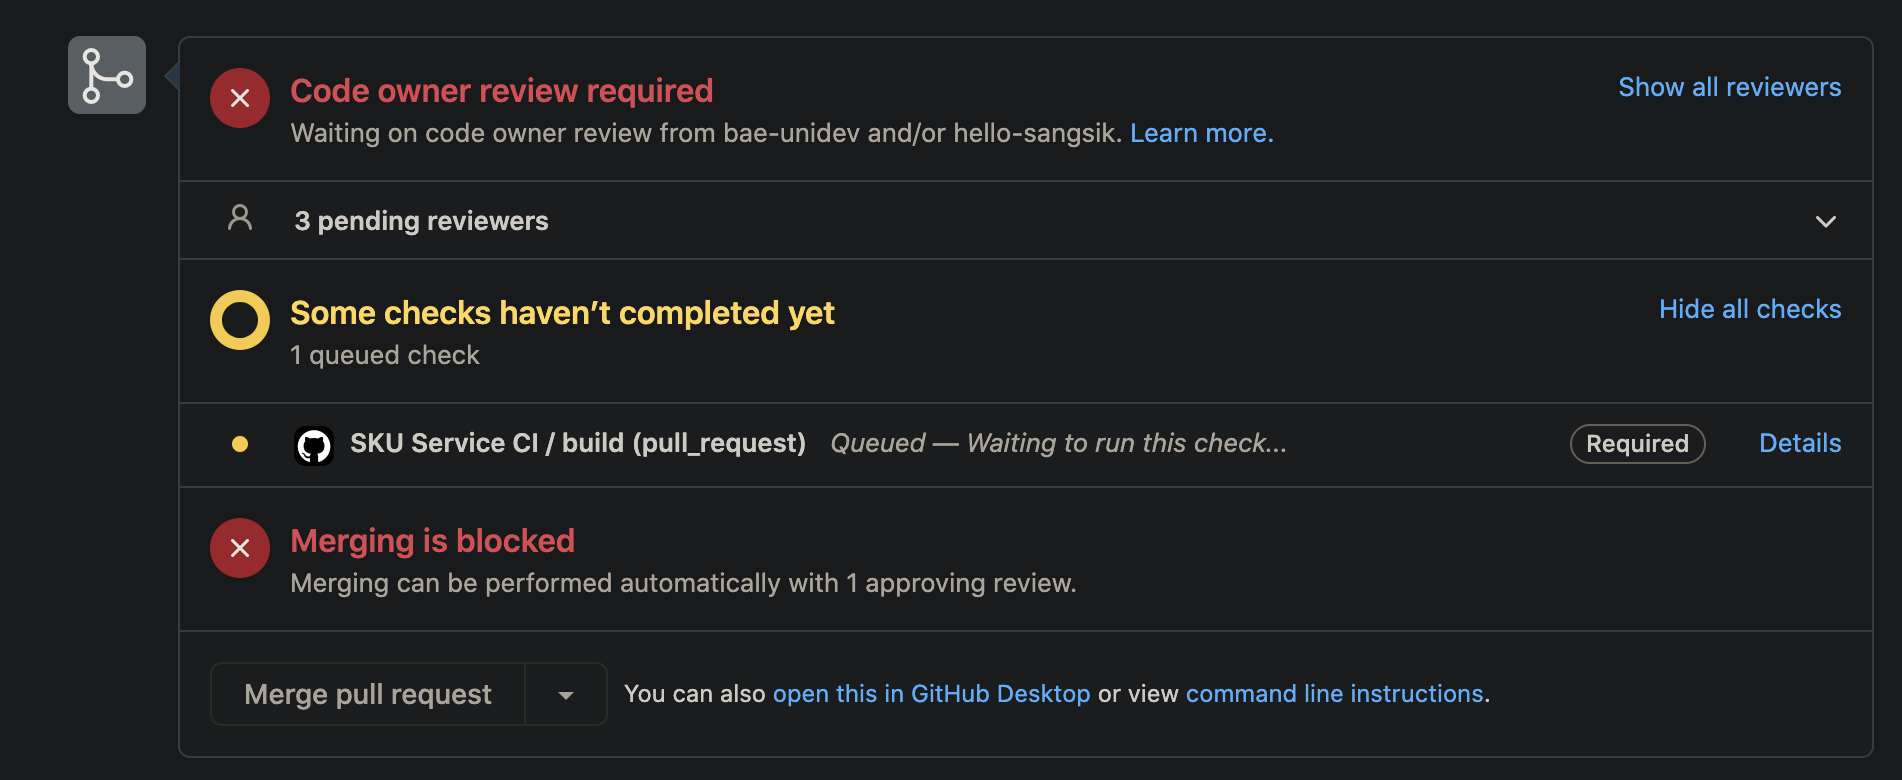 Code owner review required
Show all reviewers
Waiting on code owner review from bae-unidev and/or hello-sangsik. Learn more.
3 pending reviewers
Some checks haven’t completed yet
Hide all checks
1 queued check
SKU Service CI / build (pull_request) Queued — Waiting to run this check... Required Details
Merging is blocked
Merging can be performed automatically with 1 approving review.
Merge pull request
You can also open this in GitHub Desktop or view command line instructions.